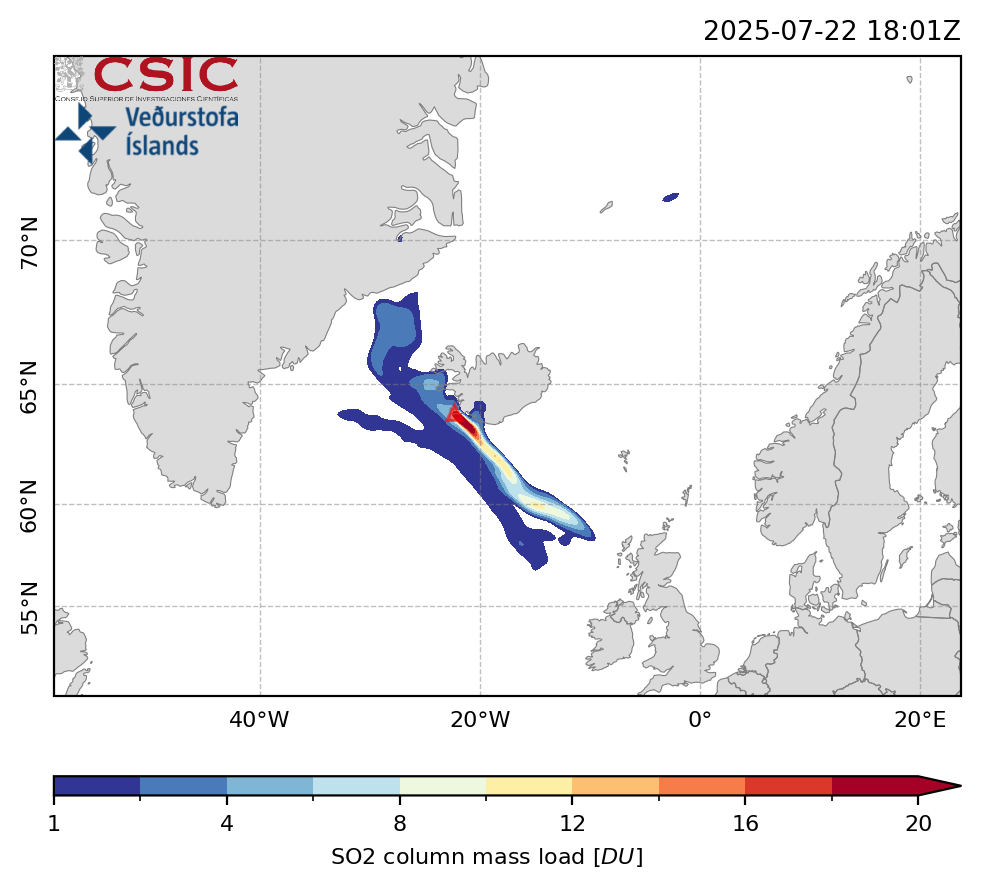 2025-07-22 18:01Z
CSIC
CONSEJO SUPERIOR DE INVESTIGACIONES CIENTÍFICAS
Veðurstofa
Íslands
70°N
65°N
60°N
55°N
40°W 20°W 0° 20°E
1 4 8 12 16 20
SO2 column mass load [DU]